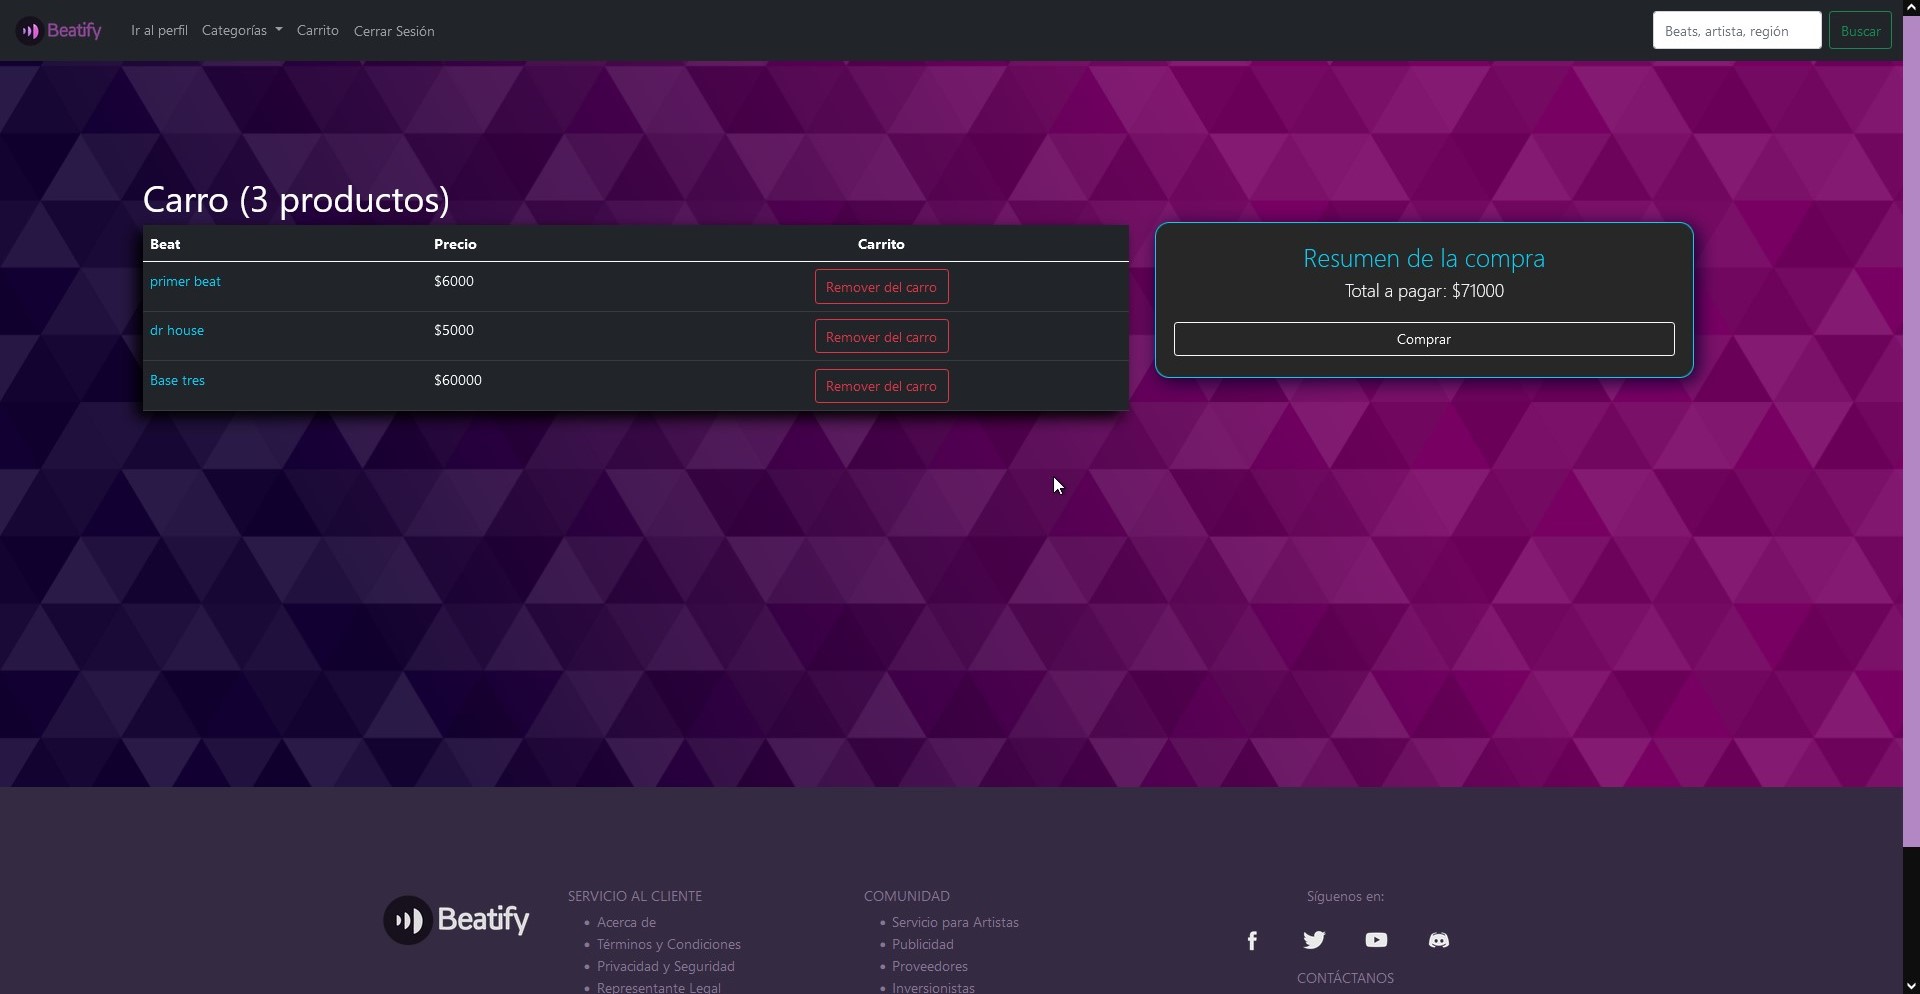 Beatify
Ir al perfil
Categorías
Carrito
Cerrar Sesión
Beats, artista, región
Buscar
Carro (3 productos)
Beat Precio Carrito
primer beat $6000 Remover del carro
dr house $5000 Remover del carro
Base tres $60000 Remover del carro
Resumen de la compra
Total a pagar: $71000
Comprar
Beatify
SERVICIO AL CLIENTE
Acerca de
Términos y Condiciones
Privacidad y Seguridad
Representante Legal
COMUNIDAD
Servicio para Artistas
Publicidad
Proveedores
Inversionistas
Síguenos en:
CONTÁCTANOS